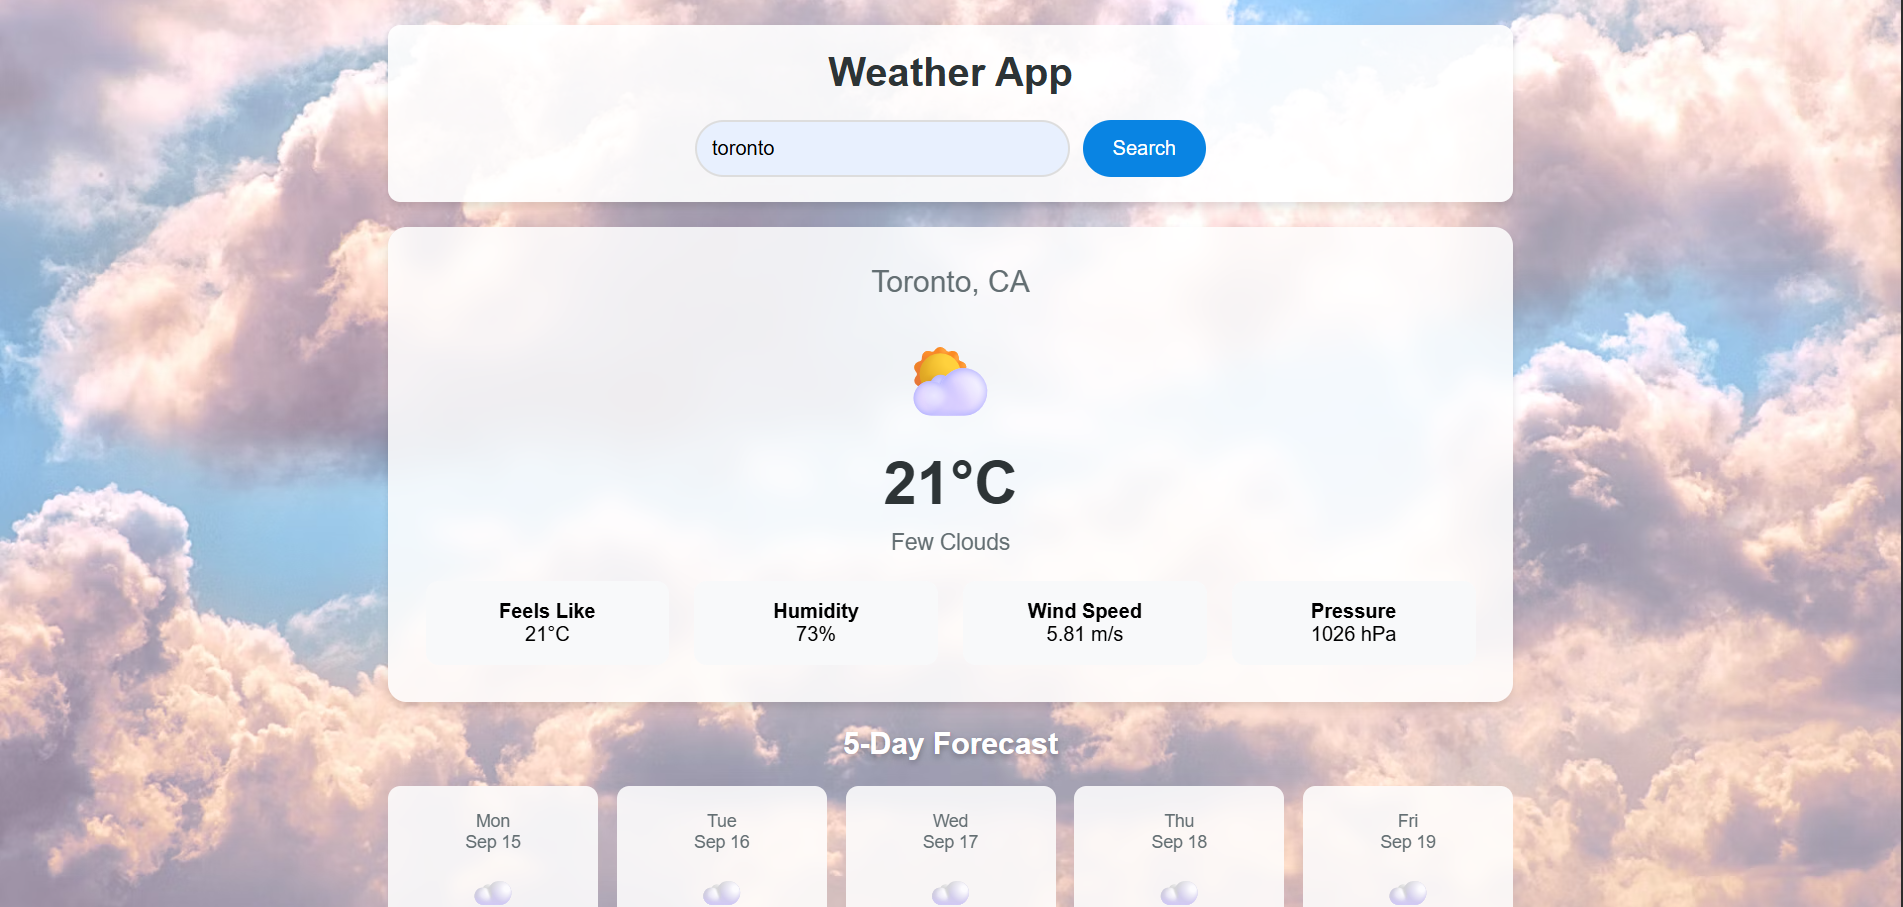 Weather App
toronto
Search
Toronto, CA
21°C
Few Clouds
Feels Like
21°C
Humidity
73%
Wind Speed
5.81 m/s
Pressure
1026 hPa
5-Day Forecast
Mon
Sep 15
Tue
Sep 16
Wed
Sep 17
Thu
Sep 18
Fri
Sep 19